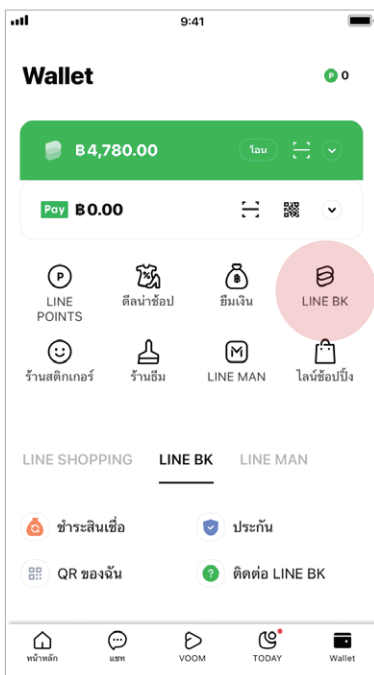 9:41
Wallet
P 0
฿4,780.00 โอน
Pay ฿0.00
LINE POINTS
ดีลน่าช้อป
ยืมเงิน
LINE BK
ร้านสติกเกอร์
ร้านธีม
LINE MAN
ไลน์ช้อปปิ้ง
LINE SHOPPING LINE BK LINE MAN
ชำระสินเชื่อ ประกัน
QR ของฉัน ติดต่อ LINE BK
หน้าหลัก แชท VOOM TODAY Wallet